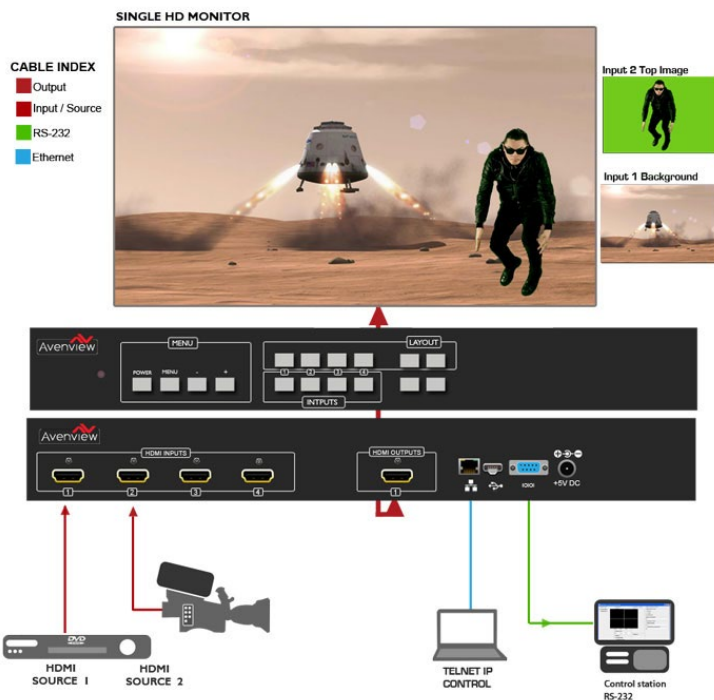 SINGLE HD MONITOR
CABLE INDEX
Output
Input / Source
RS-232
Ethernet
Input 2 Top Image
Input 1 Background
Avenview
MENU
POWER MENU - +
LAYOUT
1 2 3 4
INTPUTS
Avenview
HDMI INPUTS
1 2 3 4
HDMI OUTPUTS
1
IOIOI
+5V DC
DVD
HDMI
SOURCE 1
HDMI
SOURCE 2
TELNET IP
CONTROL
Control station
RS-232